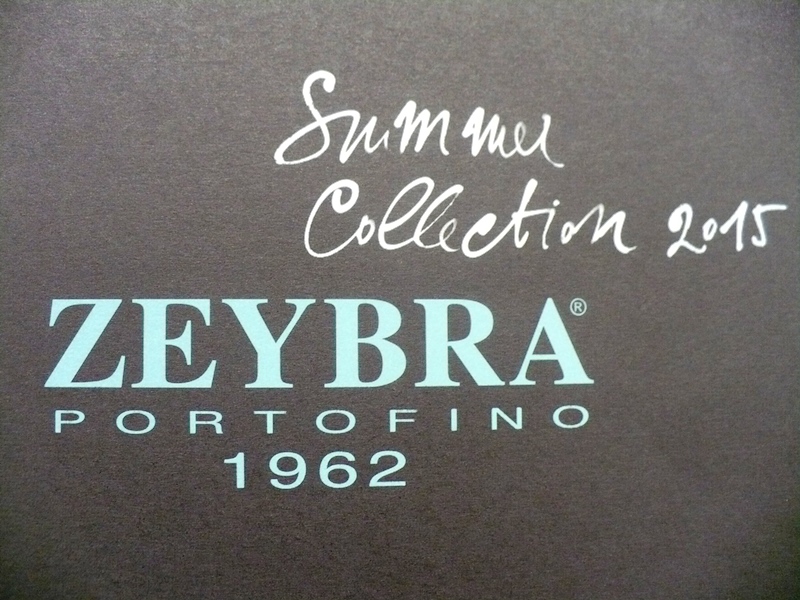 Summer
Collection 2015
ZEYBRA®
PORTOFINO
1962